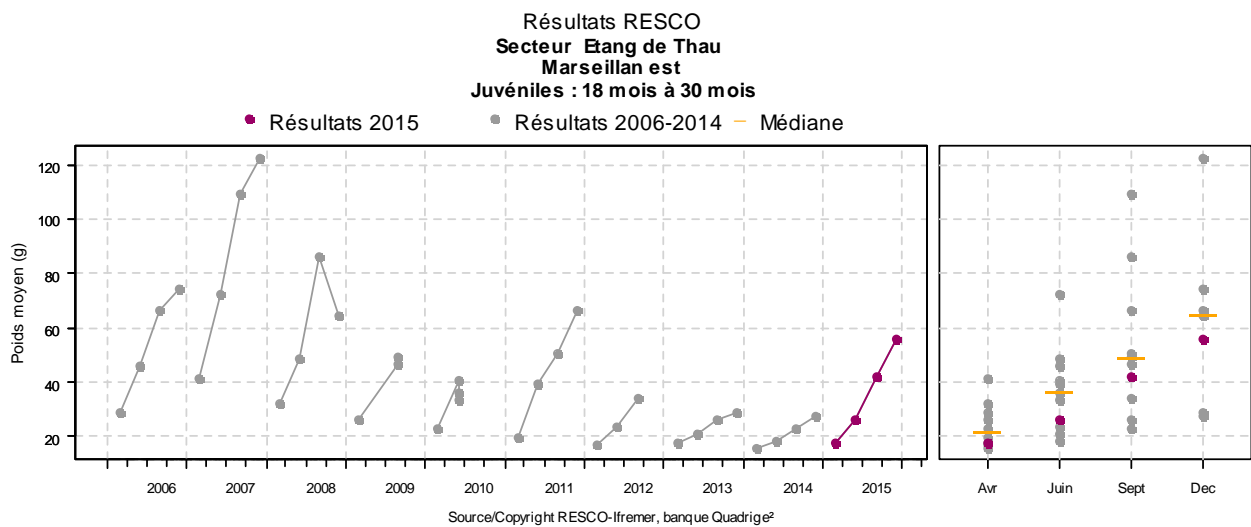 Résultats RESCO
Secteur Etang de Thau
Marseillan est
Juvéniles : 18 mois à 30 mois
Résultats 2015 Résultats 2006-2014 Médiane
Poids moyen (g)
120
100
80
60
40
20
2006 2007 2008 2009 2010 2011 2012 2013 2014 2015
Avr Juin Sept Dec
Source/Copyright RESCO-Ifremer, banque Quadrige²